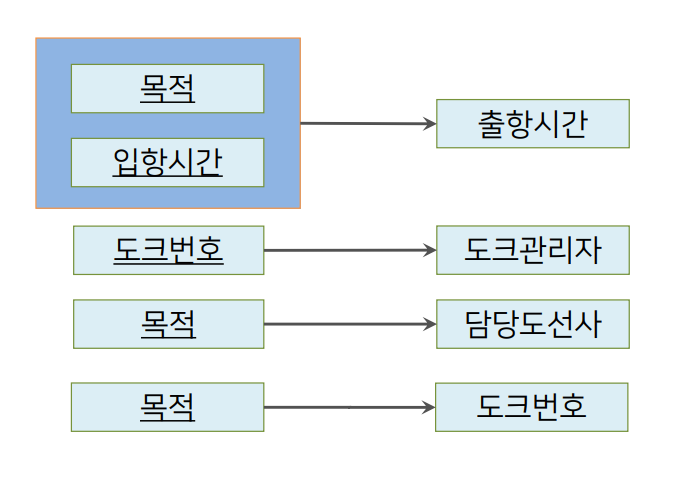 목적
출항시간
입항시간
도크번호
도크관리자
목적
담당도선사
목적
도크번호